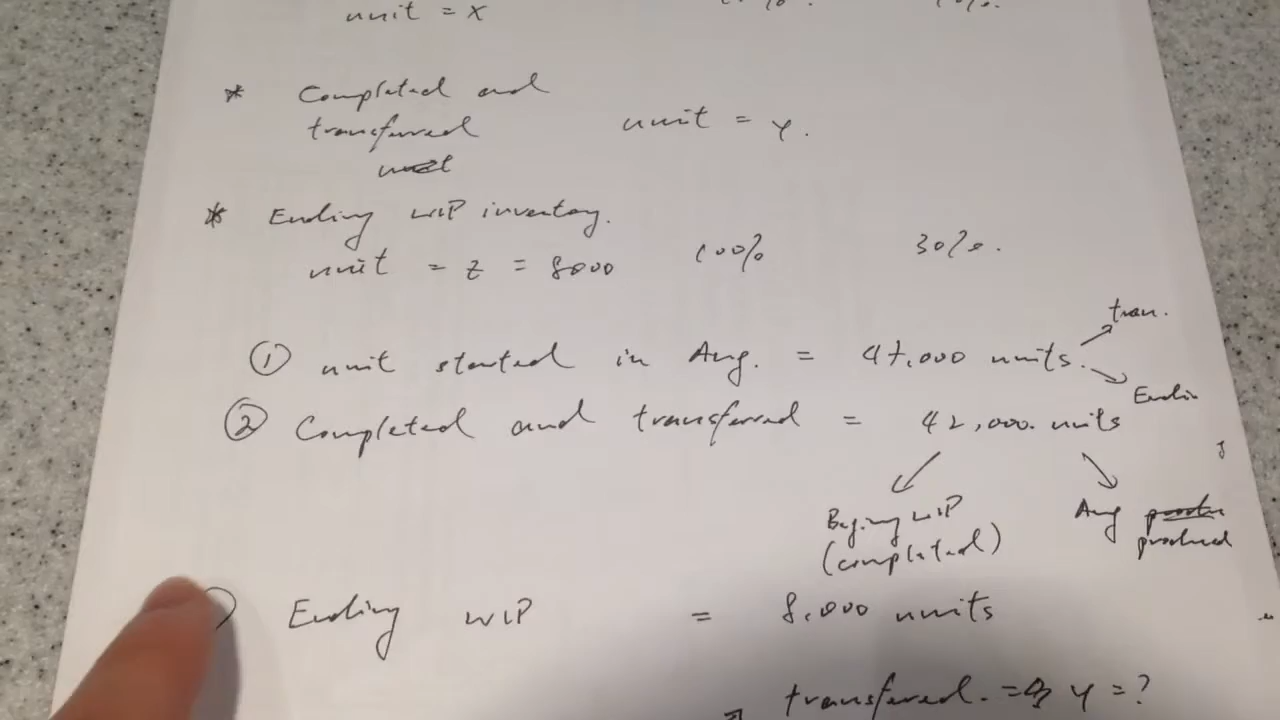 unit = x
* Completed and
transferred unit = y.
* Ending WIP inventory.
unit = z = 8000 100% 30%.
tran.
① unit started in Aug. = 47,000 units.
Endin
② Completed and transferred = 42,000. units
Begining WIP Aug
(completed) produced
Ending WIP = 8,000 units
transfered. = y = ?